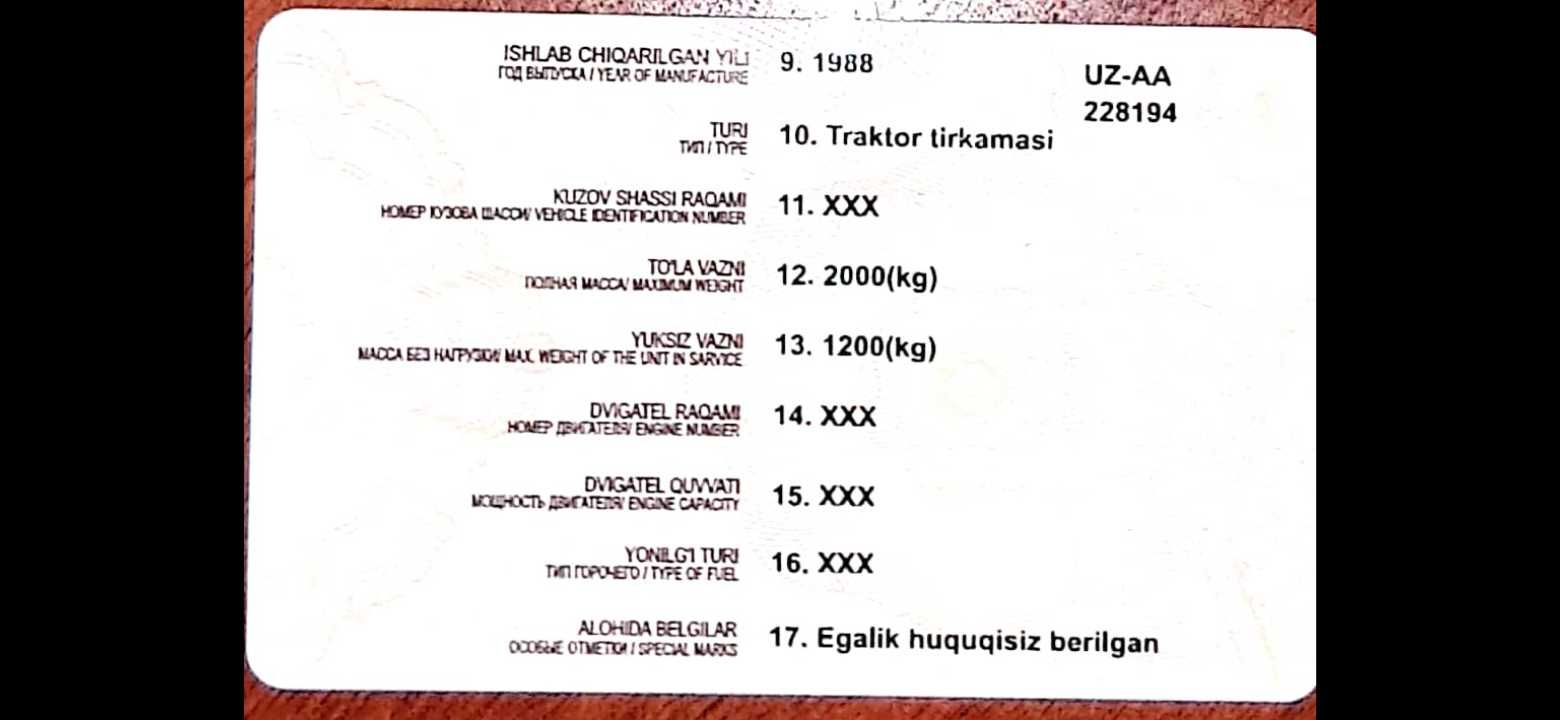 ISHLAB CHIQARILGAN YILI 9. 1988
ГОД ВЫПУСКА / YEAR OF MANUFACTURE
UZ-AA
228194
TURI 10. Traktor tirkamasi
ТИП / TYPE
KUZOV SHASSI RAQAMI 11. XXX
НОМЕР КУЗОВА ШАССИ/ VEHICLE IDENTIFICATION NUMBER
TO'LA VAZNI 12. 2000(kg)
ПОЛНАЯ МАССА/ MAXIMUM WEIGHT
YUKSIZ VAZNI 13. 1200(kg)
МАССА БЕЗ НАГРУЗКИ/ MAX. WEIGHT OF THE UNIT IN SARVICE
DVIGATEL RAQAMI 14. XXX
НОМЕР ДВИГАТЕЛЯ/ ENGINE NUMBER
DVIGATEL QUVVATI 15. XXX
МОЩНОСТЬ ДВИГАТЕЛЯ/ ENGINE CAPACITY
YONILG'I TURI 16. XXX
ТИП ГОРЮЧЕГО / TYPE OF FUEL
ALOHIDA BELGILAR 17. Egalik huquqisiz berilgan
ОСОБЫЕ ОТМЕТКИ / SPECIAL MARKS